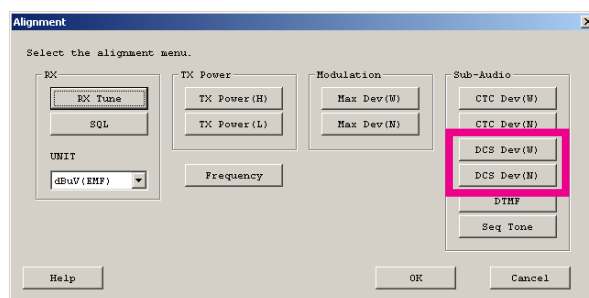 Alignment
Select the alignment menu.
RX
RX Tune
SQL
UNIT
dBuV(EMF)
TX Power
TX Power(H)
TX Power(L)
Frequency
Modulation
Max Dev(W)
Max Dev(N)
Sub-Audio
CTC Dev(W)
CTC Dev(N)
DCS Dev(W)
DCS Dev(N)
DTMF
Seq Tone
Help
OK
Cancel